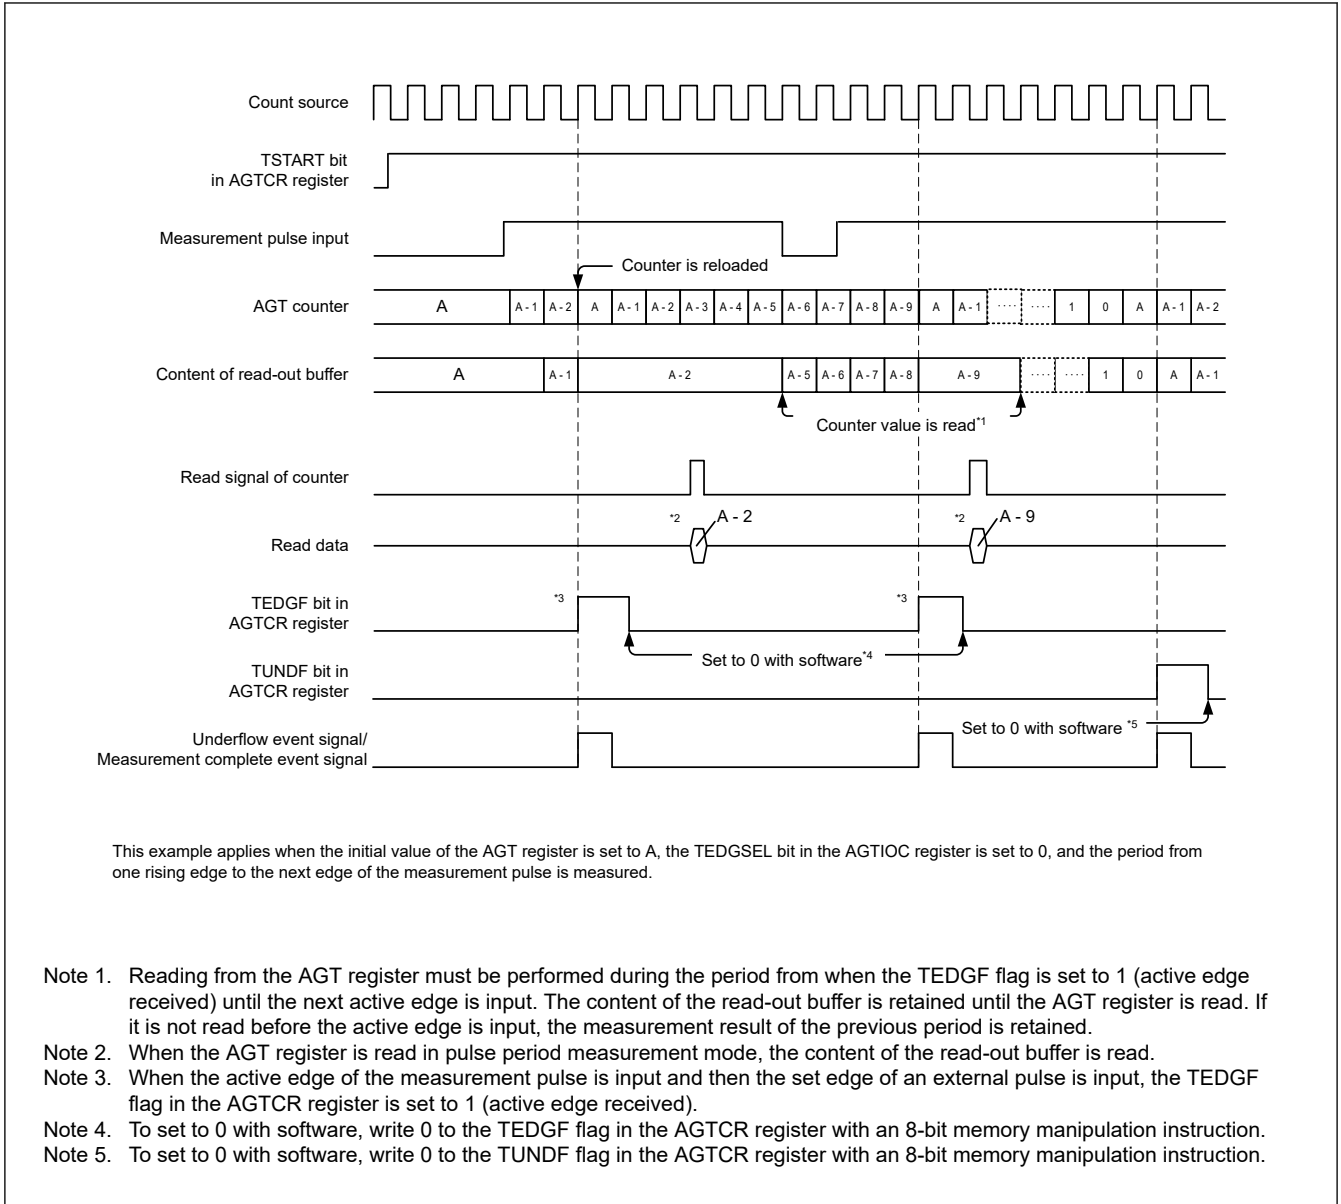 Count source
TSTART bit
in AGTCR register
Measurement pulse input
Counter is reloaded
AGT counter
A A - 1 A - 2 A A - 1 A - 2 A - 3 A - 4 A - 5 A - 6 A - 7 A - 8 A - 9 A A - 1 ···· ···· 1 0 A A - 1 A - 2
Content of read-out buffer
A A - 1 A - 2 A - 5 A - 6 A - 7 A - 8 A - 9 ···· ···· 1 0 A A - 1
Counter value is read*1
Read signal of counter
*2 A - 2 *2 A - 9
Read data
*3 *3
TEDGF bit in
AGTCR register
Set to 0 with software*4
TUNDF bit in
AGTCR register
Set to 0 with software *5
Underflow event signal/
Measurement complete event signal
This example applies when the initial value of the AGT register is set to A, the TEDGSEL bit in the AGTIOC register is set to 0, and the period from
one rising edge to the next edge of the measurement pulse is measured.
Note 1. Reading from the AGT register must be performed during the period from when the TEDGF flag is set to 1 (active edge
received) until the next active edge is input. The content of the read-out buffer is retained until the AGT register is read. If
it is not read before the active edge is input, the measurement result of the previous period is retained.
Note 2. When the AGT register is read in pulse period measurement mode, the content of the read-out buffer is read.
Note 3. When the active edge of the measurement pulse is input and then the set edge of an external pulse is input, the TEDGF
flag in the AGTCR register is set to 1 (active edge received).
Note 4. To set to 0 with software, write 0 to the TEDGF flag in the AGTCR register with an 8-bit memory manipulation instruction.
Note 5. To set to 0 with software, write 0 to the TUNDF flag in the AGTCR register with an 8-bit memory manipulation instruction.